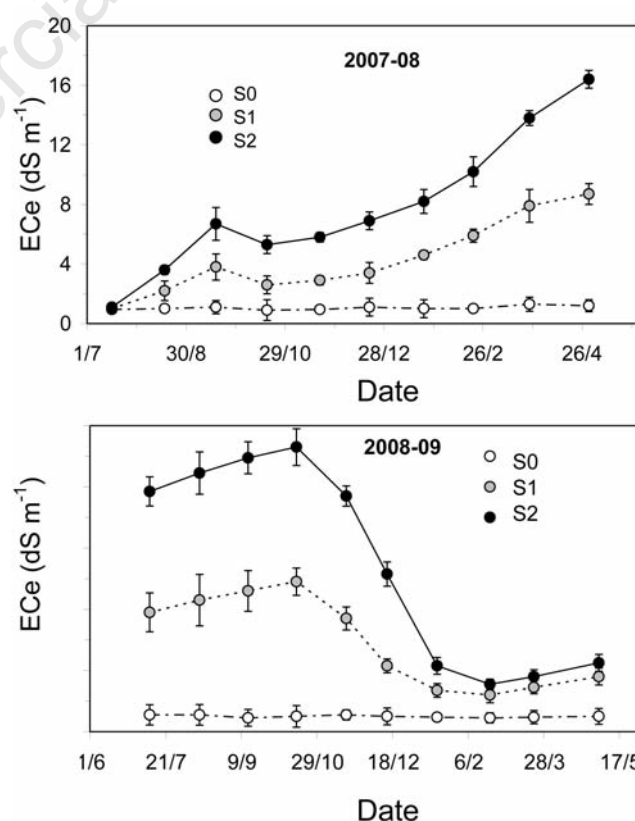 ercia
20
16
12
8
4
0
ECe (dS m⁻¹)
2007-08
S0
S1
S2
1/7 30/8 29/10 28/12 26/2 26/4
Date
ECe (dS m⁻¹)
2008-09
S0
S1
S2
1/6 21/7 9/9 29/10 18/12 6/2 28/3 17/5
Date